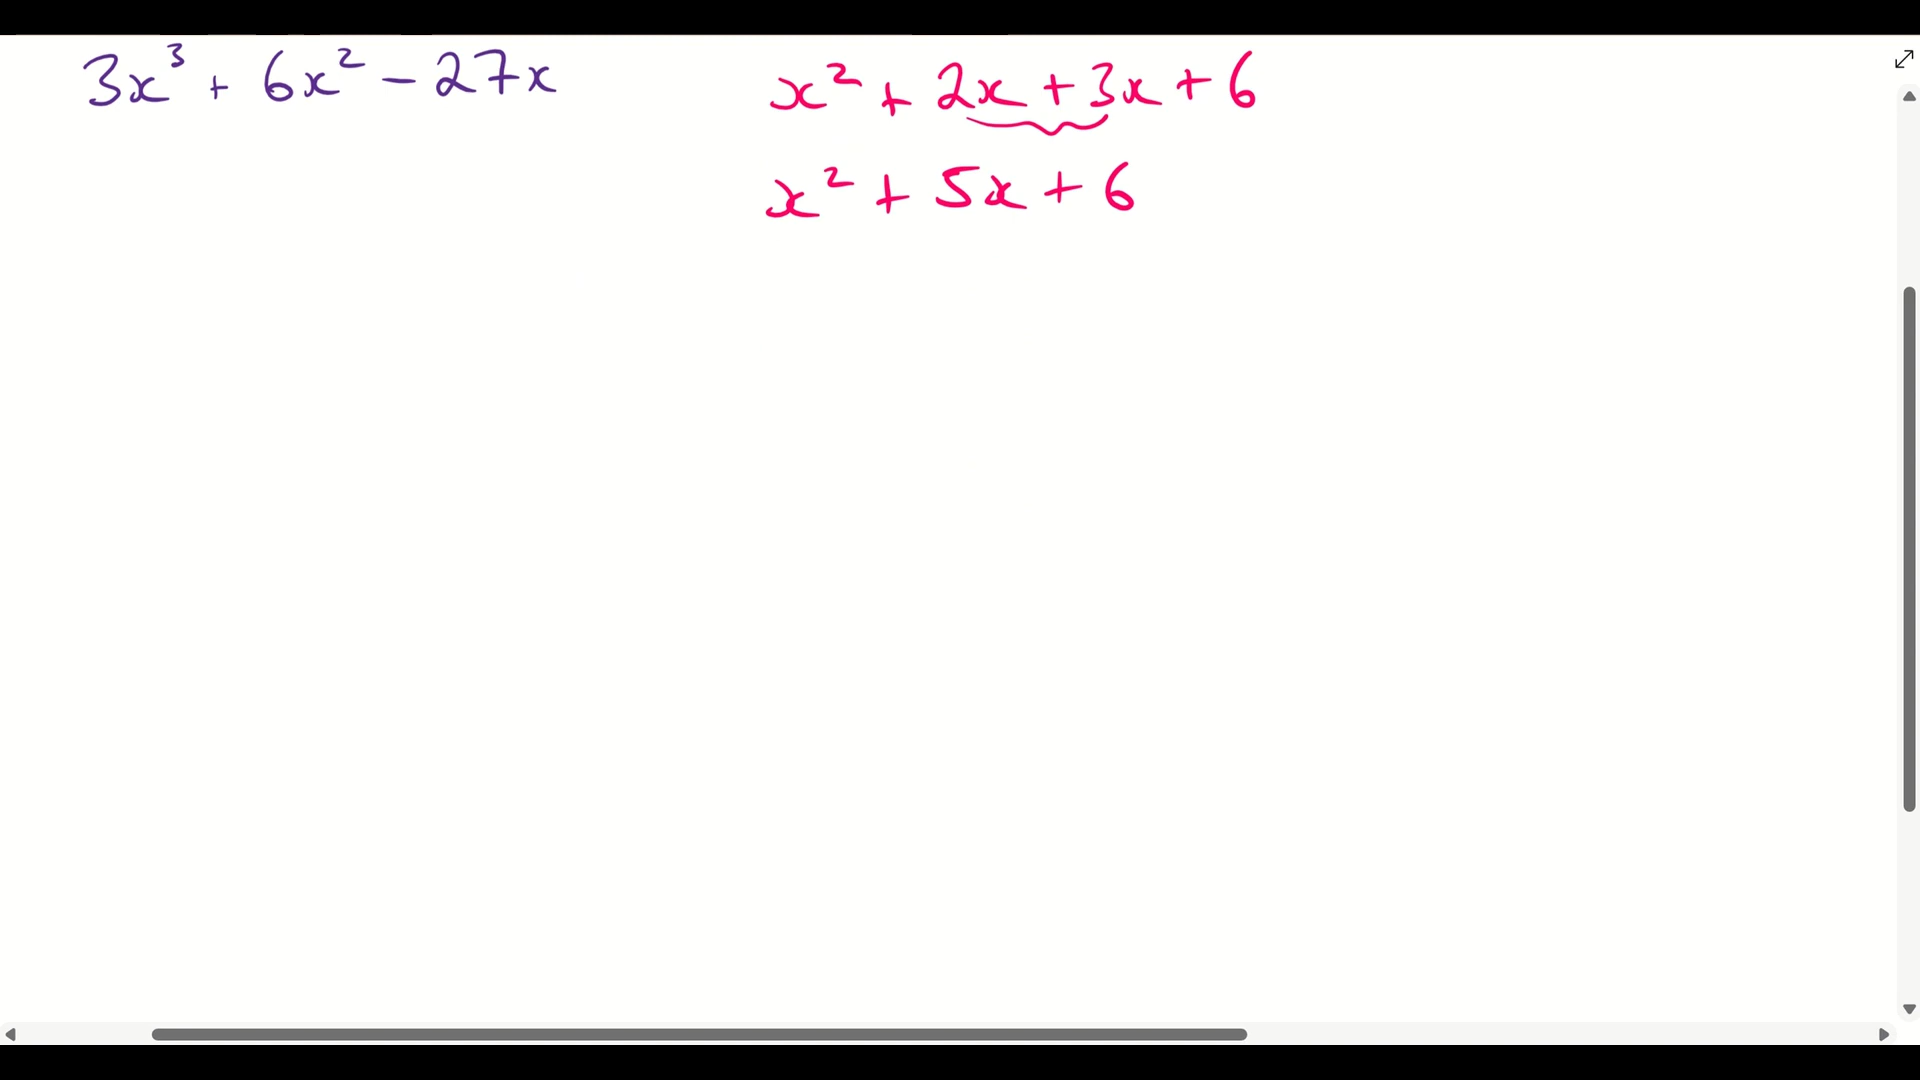 3x³ + 6x² - 27x
x² + 2x + 3x + 6
x² + 5x + 6